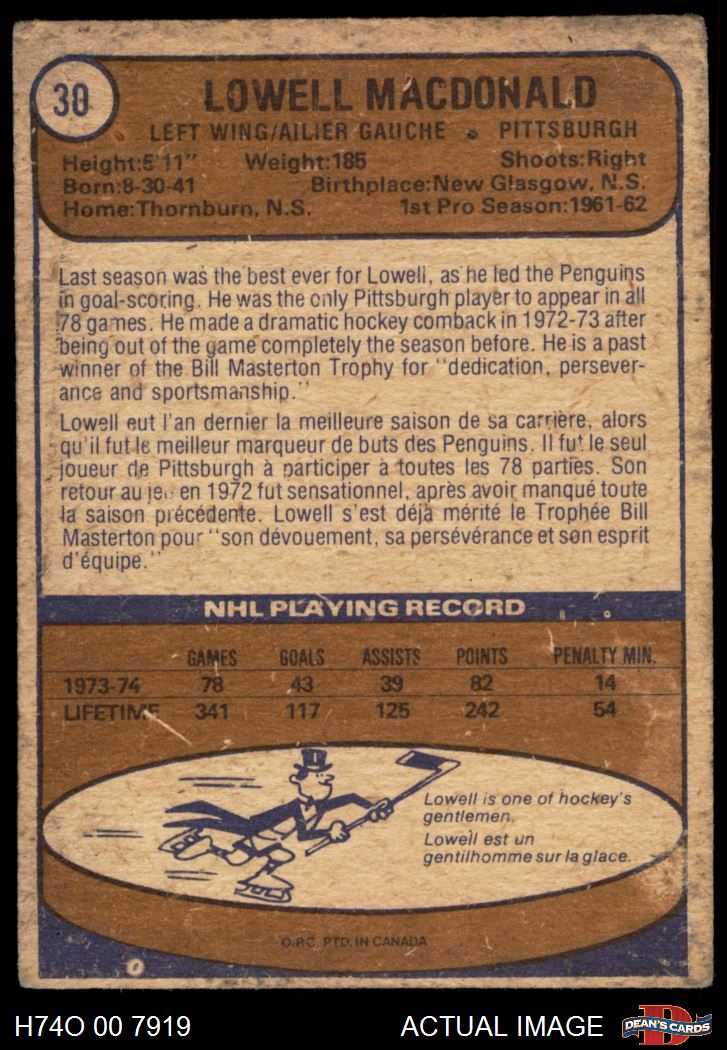 30
LOWELL MACDONALD
LEFT WING/AILIER GAUCHE • PITTSBURGH
Height:5'11" Weight:185 Shoots:Right
Born:8-30-41 Birthplace:New Glasgow, N.S.
Home:Thornburn, N.S. 1st Pro Season:1961-62
Last season was the best ever for Lowell, as he led the Penguins
in goal-scoring. He was the only Pittsburgh player to appear in all
78 games. He made a dramatic hockey comback in 1972-73 after
being out of the game completely the season before. He is a past
winner of the Bill Masterton Trophy for "dedication, persever-
ance and sportsmanship."
Lowell eut l'an dernier la meilleure saison de sa carrière, alors
qu'il fut le meilleur marqueur de buts des Penguins. Il fut le seul
joueur de Pittsburgh à participer à toutes les 78 parties. Son
retour au jeu en 1972 fut sensationnel, après avoir manqué toute
la saison précédente. Lowell s'est déjà mérité le Trophée Bill
Masterton pour "son dévouement, sa persévérance et son esprit
d'équipe."
NHL PLAYING RECORD
GAMES GOALS ASSISTS POINTS PENALTY MIN.
1973-74 78 43 39 82 14
LIFETIME 341 117 125 242 54
Lowell is one of hockey's
gentlemen.
Lowell est un
gentilhomme sur la glace.
O.P.C. PTD. IN CANADA
H74O 00 7919 ACTUAL IMAGE D DEAN'S CARDS